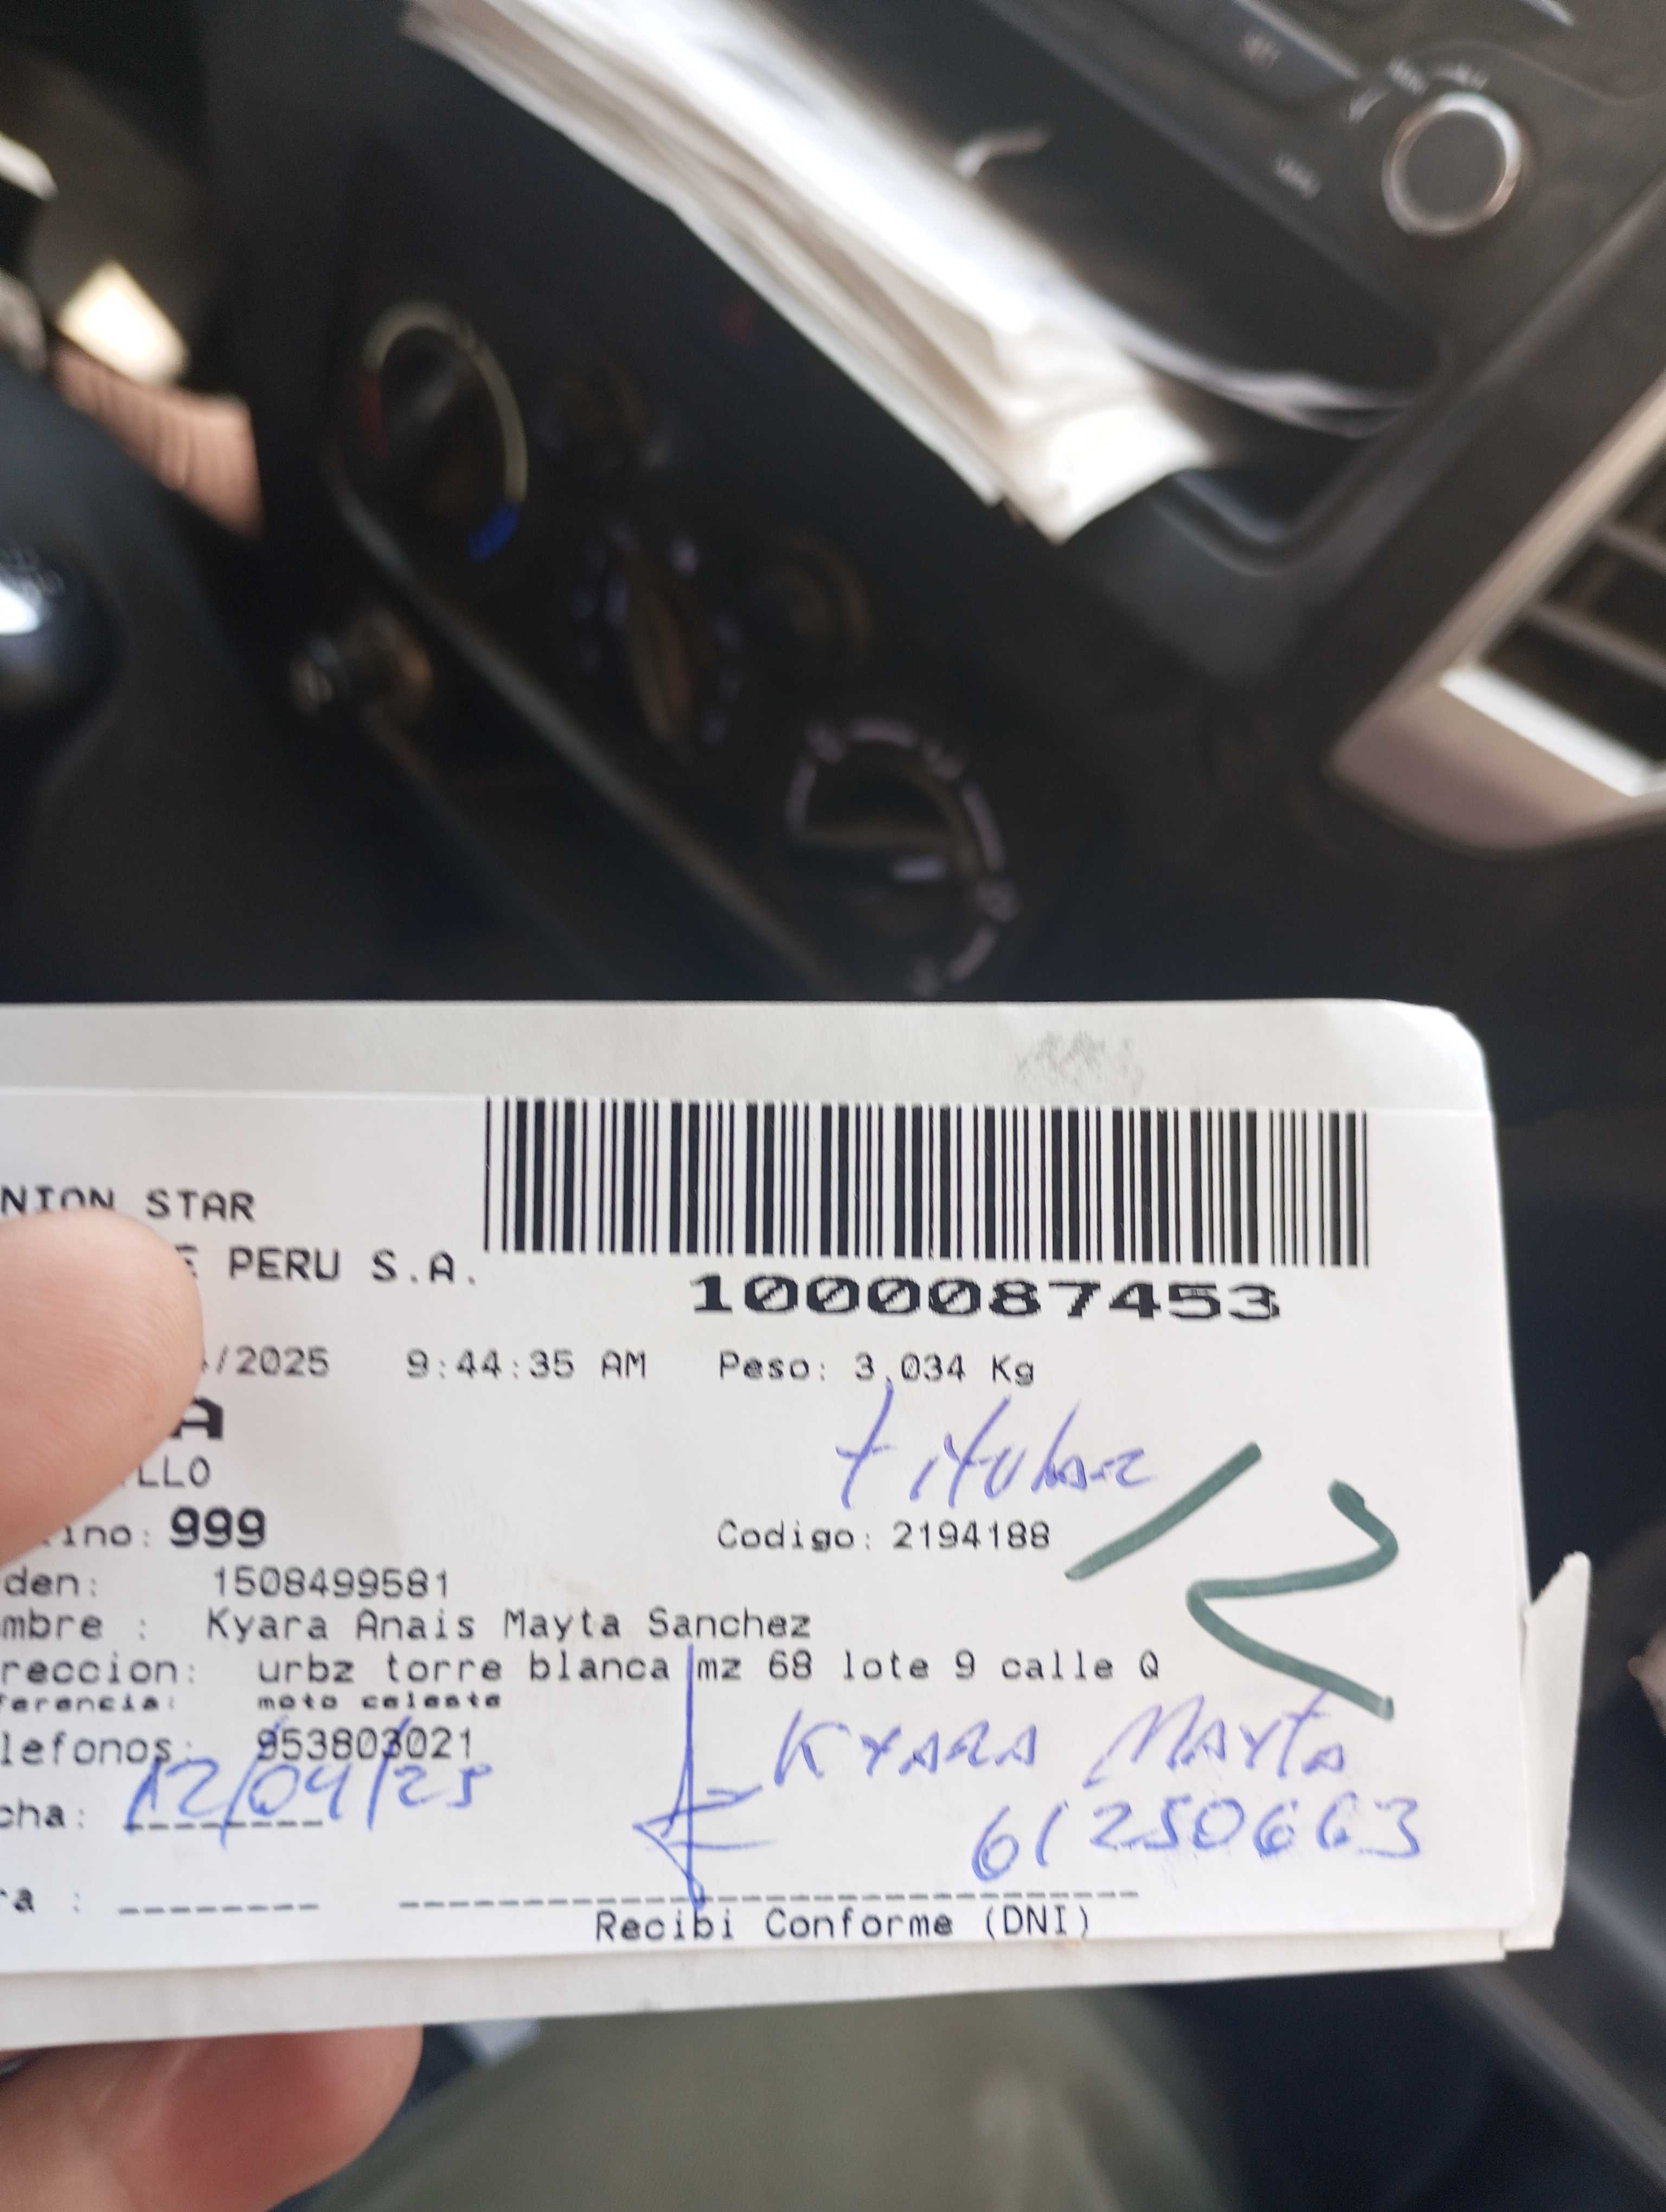 NION STAR
E PERU S.A.
1000087453
/2025 9:44:35 AM Peso: 3.034 Kg
A
LLO
titular
ino: 999 Codigo: 2194188
den: 1508499581
mbre : Kyara Anais Mayta Sanchez
reccion: urbz torre blanca mz 68 lote 9 calle Q
ferencia: moto celeste
lefonos: 953803021
KYARA MAYTA
cha: 12/04/25
61250663
ra :
Recibi Conforme (DNI)